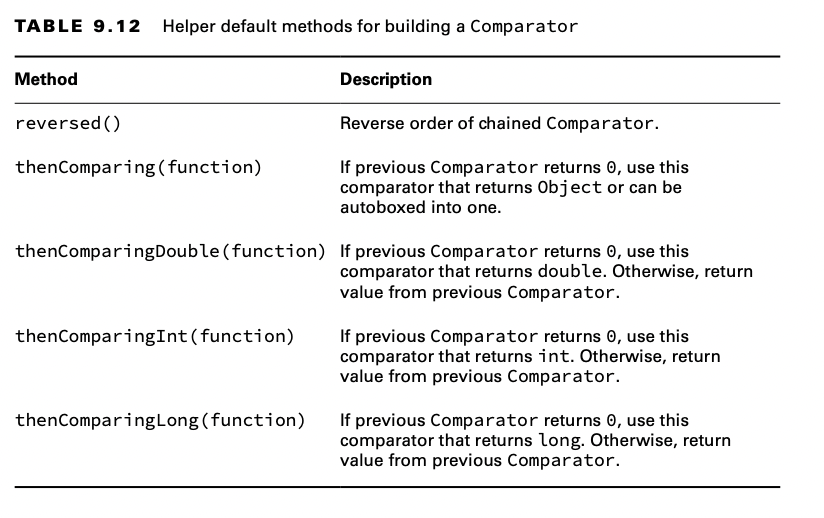 TABLE 9.12 Helper default methods for building a Comparator
Method Description
reversed() Reverse order of chained Comparator.
thenComparing(function) If previous Comparator returns 0, use this
comparator that returns Object or can be
autoboxed into one.
thenComparingDouble(function) If previous Comparator returns 0, use this
comparator that returns double. Otherwise, return
value from previous Comparator.
thenComparingInt(function) If previous Comparator returns 0, use this
comparator that returns int. Otherwise, return
value from previous Comparator.
thenComparingLong(function) If previous Comparator returns 0, use this
comparator that returns long. Otherwise, return
value from previous Comparator.